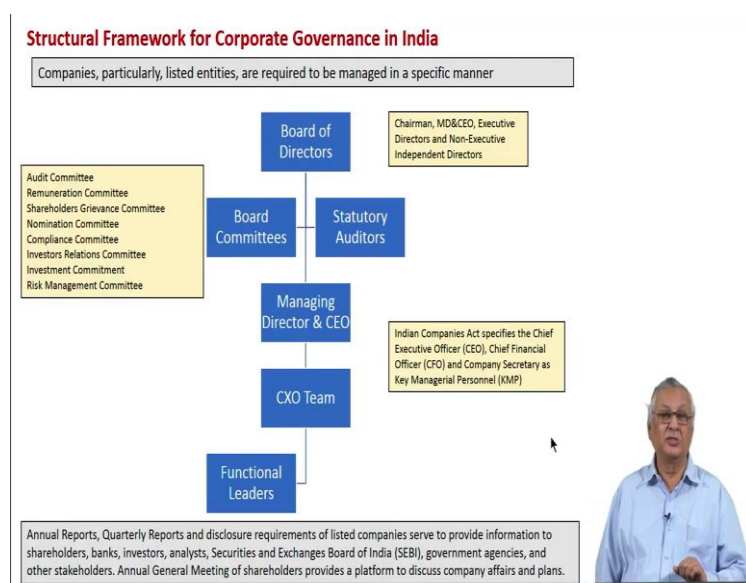 Structural Framework for Corporate Governance in India
Companies, particularly, listed entities, are required to be managed in a specific manner
Board of
Directors
Chairman, MD&CEO, Executive
Directors and Non-Executive
Independent Directors
Audit Committee
Remuneration Committee
Shareholders Grievance Committee
Nomination Committee
Compliance Committee
Investors Relations Committee
Investment Commitment
Risk Management Committee
Board
Committees
Statutory
Auditors
Managing
Director & CEO
Indian Companies Act specifies the Chief
Executive Officer (CEO), Chief Financial
Officer (CFO) and Company Secretary as
Key Managerial Personnel (KMP)
CXO Team
Functional
Leaders
Annual Reports, Quarterly Reports and disclosure requirements of listed companies serve to provide information to
shareholders, banks, investors, analysts, Securities and Exchanges Board of India (SEBI), government agencies, and
other stakeholders. Annual General Meeting of shareholders provides a platform to discuss company affairs and plans.